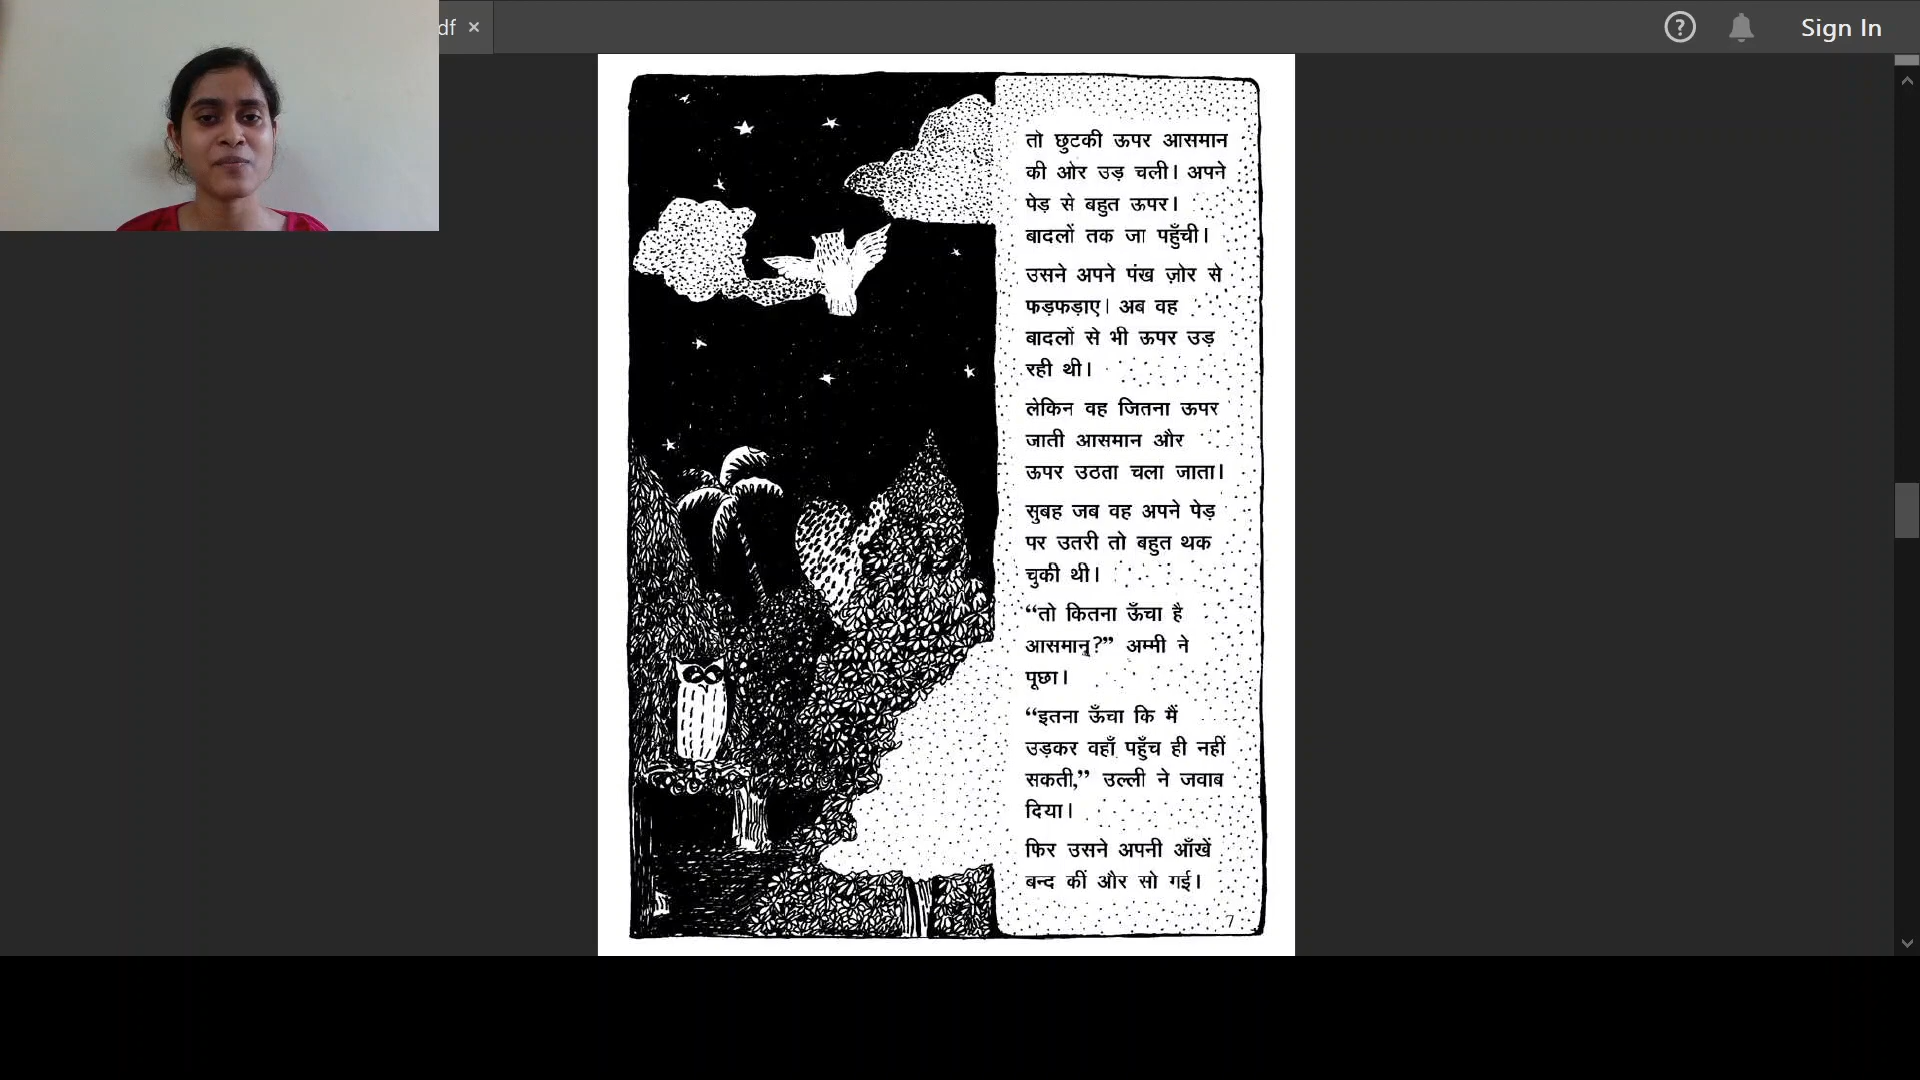 df ×
? Sign In
तो छुटकी ऊपर आसमान
की ओर उड़ चली। अपने
पेड़ से बहुत ऊपर।
बादलों तक जा पहुँची।
उसने अपने पंख ज़ोर से
फड़फड़ाए। अब वह
बादलों से भी ऊपर उड़
रही थी।
लेकिन वह जितना ऊपर
जाती आसमान और
ऊपर उठता चला जाता।
सुबह जब वह अपने पेड़
पर उतरी तो बहुत थक
चुकी थी।
“तो कितना ऊँचा है
आसमान?” अम्मी ने
पूछा।
“इतना ऊँचा कि मैं
उड़कर वहाँ पहुँच ही नहीं
सकती,” उल्ली ने जवाब
दिया।
फिर उसने अपनी आँखें
बन्द कीं और सो गई।
7